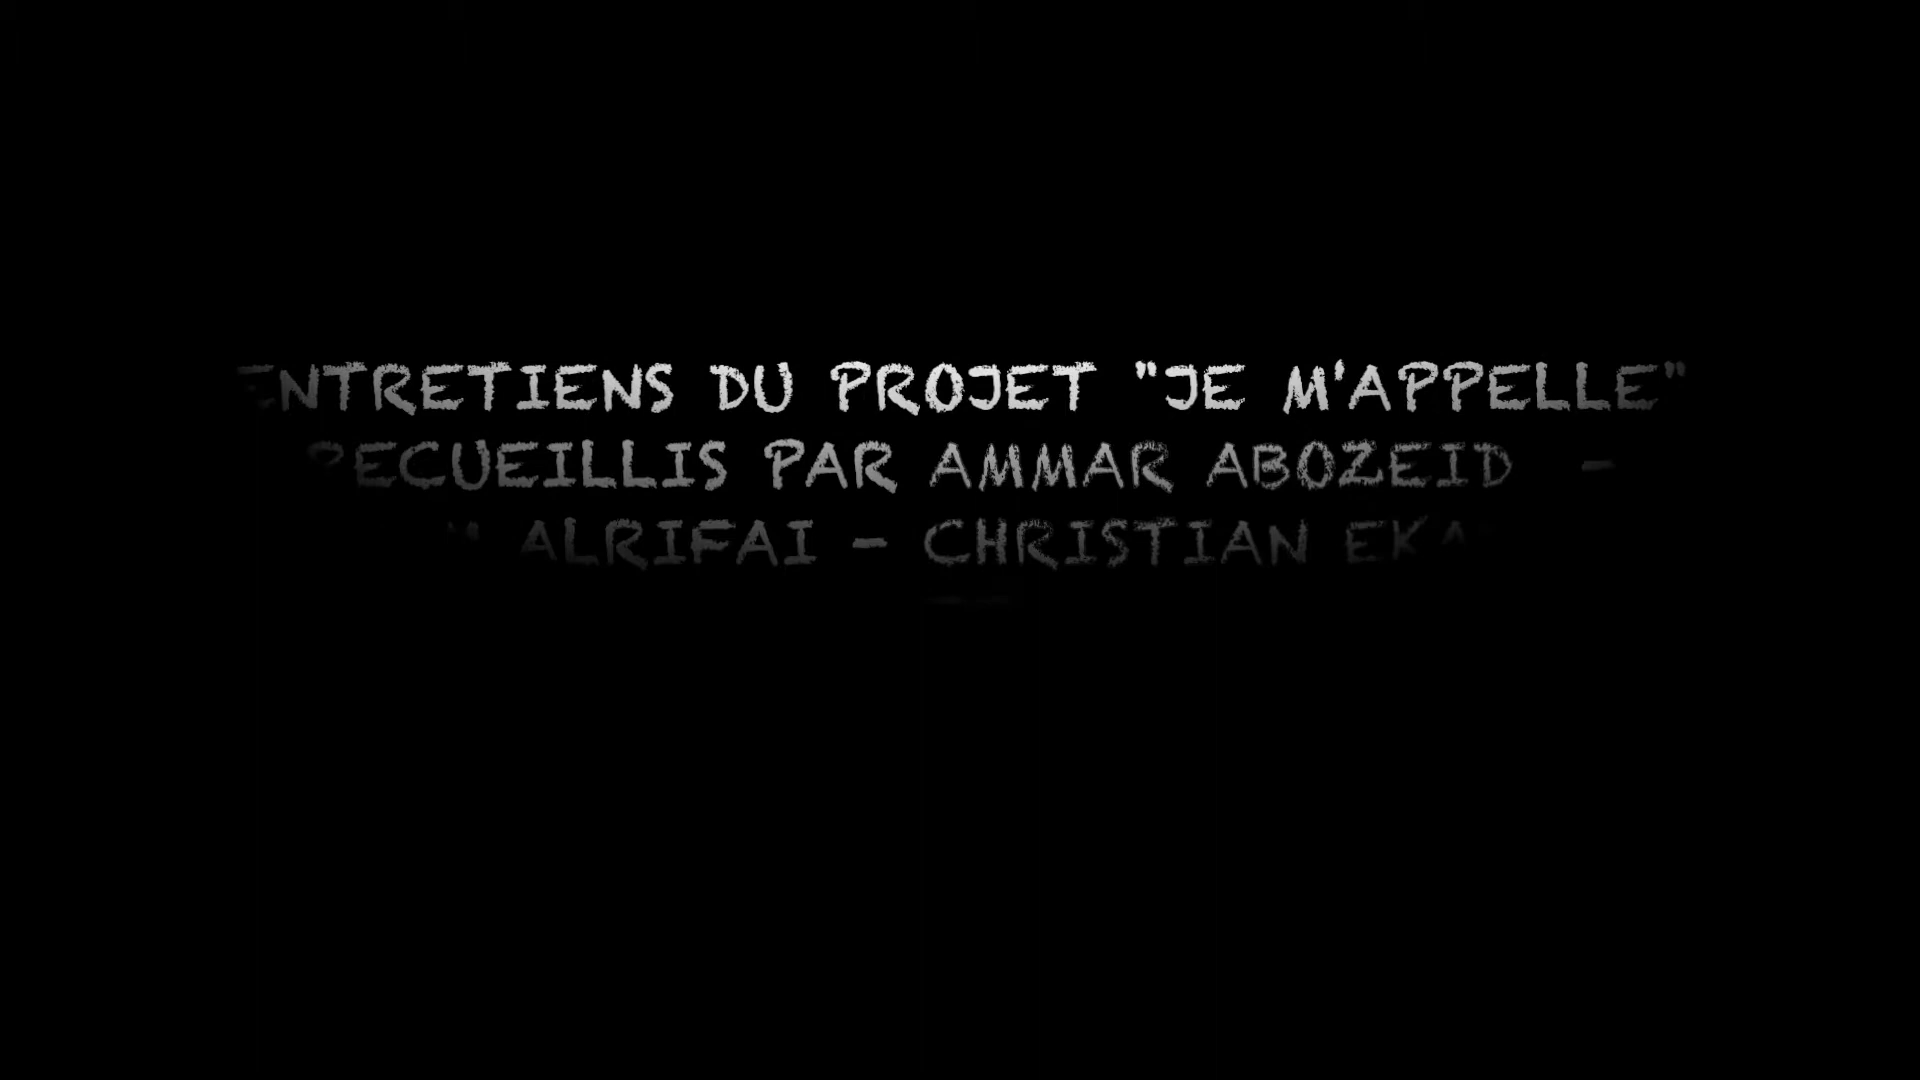 ENTRETIENS DU PROJET "JE M'APPELLE"
RECUEILLIS PAR AMMAR ABOZEID -
ALRIFAI - CHRISTIAN